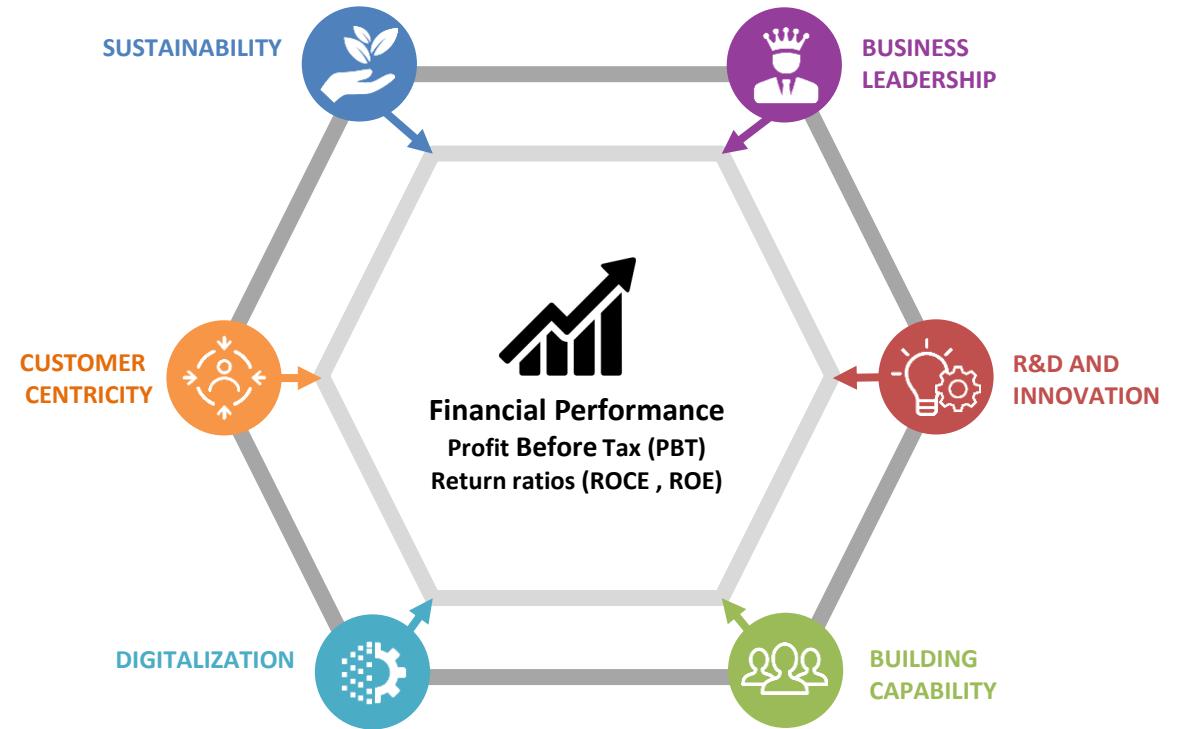 SUSTAINABILITY
BUSINESS
LEADERSHIP
CUSTOMER
CENTRICITY
R&D AND
INNOVATION
Financial Performance
Profit Before Tax (PBT)
Return ratios (ROCE , ROE)
DIGITALIZATION
BUILDING
CAPABILITY